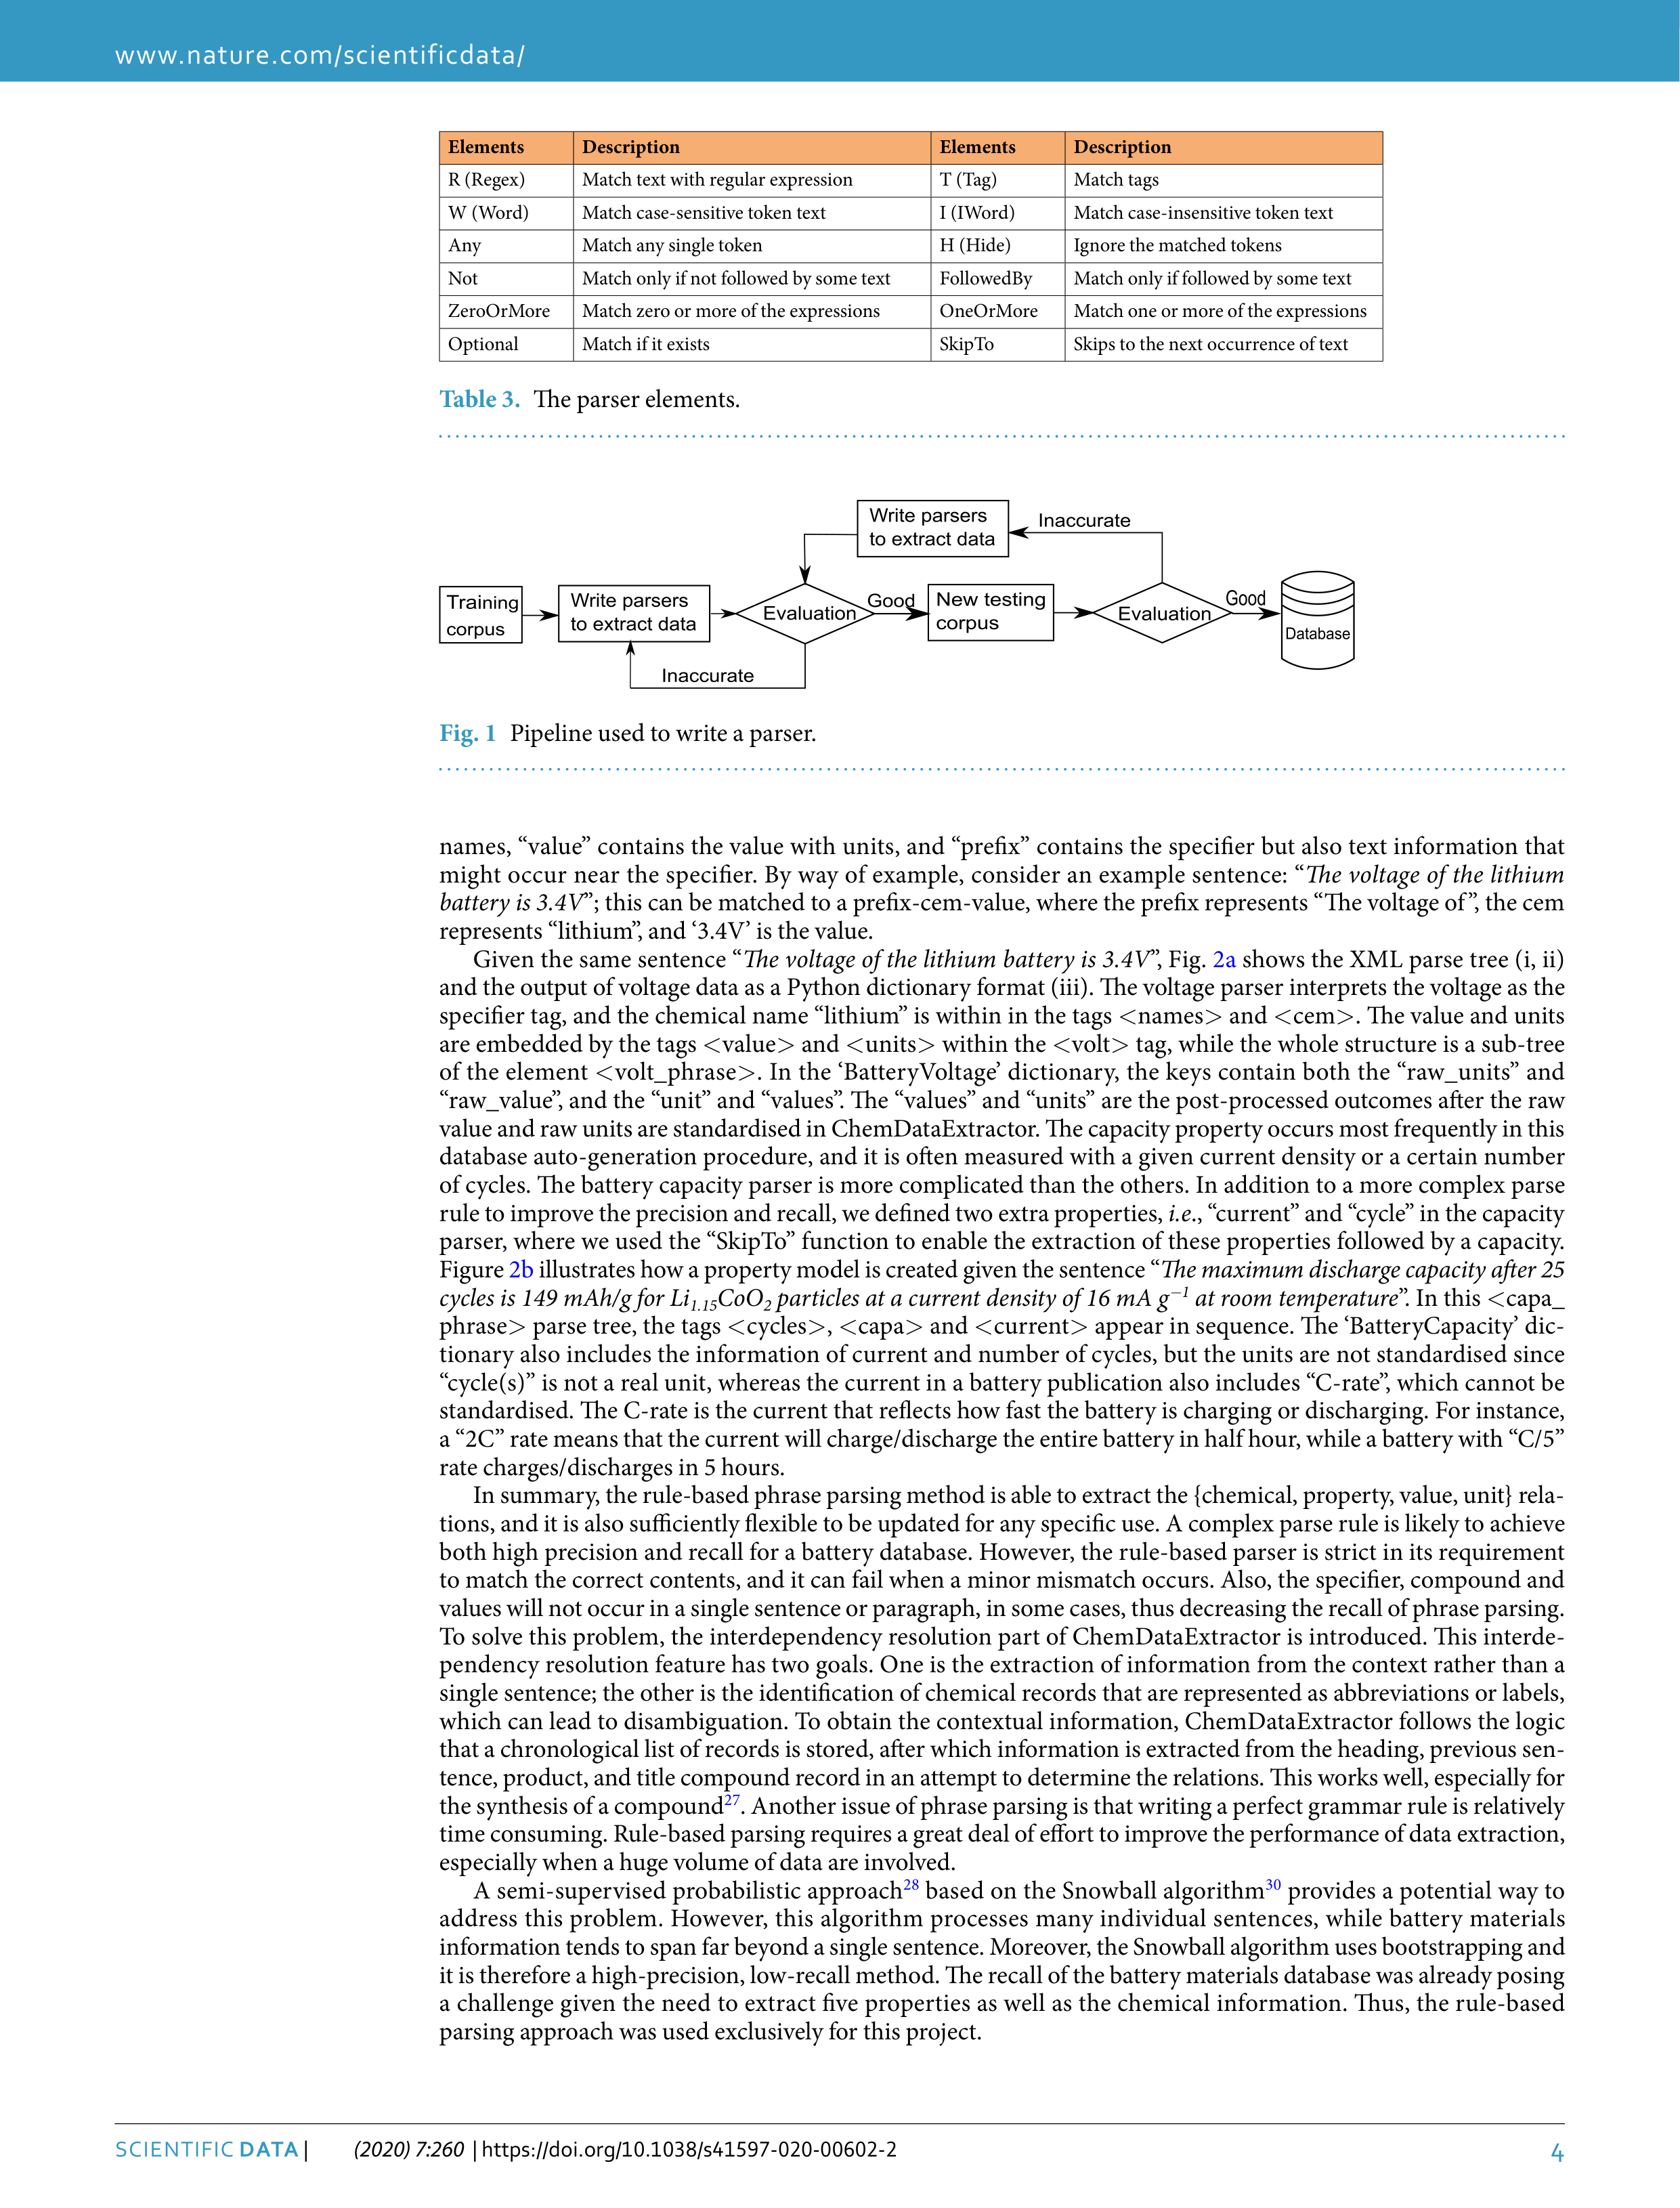 www.nature.com/scientificdata/
Elements Description Elements Description
R (Regex) Match text with regular expression T (Tag) Match tags
W (Word) Match case-sensitive token text I (IWord) Match case-insensitive token text
Any Match any single token H (Hide) Ignore the matched tokens
Not Match only if not followed by some text FollowedBy Match only if followed by some text
ZeroOrMore Match zero or more of the expressions OneOrMore Match one or more of the expressions
Optional Match if it exists SkipTo Skips to the next occurrence of text
Table 3. The parser elements.
Write parsers
to extract data
Inaccurate
Training
corpus
Write parsers
to extract data
Evaluation
Good
New testing
corpus
Evaluation
Good
Database
Inaccurate
Fig. 1 Pipeline used to write a parser.
names, “value” contains the value with units, and “prefix” contains the specifier but also text information that
might occur near the specifier. By way of example, consider an example sentence: “The voltage of the lithium
battery is 3.4V”; this can be matched to a prefix-cem-value, where the prefix represents “The voltage of”, the cem
represents “lithium”, and ‘3.4V’ is the value.
Given the same sentence “The voltage of the lithium battery is 3.4V”, Fig. 2a shows the XML parse tree (i, ii)
and the output of voltage data as a Python dictionary format (iii). The voltage parser interprets the voltage as the
specifier tag, and the chemical name “lithium” is within in the tags <names> and <cem>. The value and units
are embedded by the tags <value> and <units> within the <volt> tag, while the whole structure is a sub-tree
of the element <volt_phrase>. In the ‘BatteryVoltage’ dictionary, the keys contain both the “raw_units” and
“raw_value”, and the “unit” and “values”. The “values” and “units” are the post-processed outcomes after the raw
value and raw units are standardised in ChemDataExtractor. The capacity property occurs most frequently in this
database auto-generation procedure, and it is often measured with a given current density or a certain number
of cycles. The battery capacity parser is more complicated than the others. In addition to a more complex parse
rule to improve the precision and recall, we defined two extra properties, i.e., “current” and “cycle” in the capacity
parser, where we used the “SkipTo” function to enable the extraction of these properties followed by a capacity.
Figure 2b illustrates how a property model is created given the sentence “The maximum discharge capacity after 25
cycles is 149 mAh/g for Li1.15CoO2 particles at a current density of 16 mA g−1 at room temperature”. In this <capa_
phrase> parse tree, the tags <cycles>, <capa> and <current> appear in sequence. The ‘BatteryCapacity’ dic-
tionary also includes the information of current and number of cycles, but the units are not standardised since
“cycle(s)” is not a real unit, whereas the current in a battery publication also includes “C-rate”, which cannot be
standardised. The C-rate is the current that reflects how fast the battery is charging or discharging. For instance,
a “2C” rate means that the current will charge/discharge the entire battery in half hour, while a battery with “C/5”
rate charges/discharges in 5 hours.
In summary, the rule-based phrase parsing method is able to extract the {chemical, property, value, unit} rela-
tions, and it is also sufficiently flexible to be updated for any specific use. A complex parse rule is likely to achieve
both high precision and recall for a battery database. However, the rule-based parser is strict in its requirement
to match the correct contents, and it can fail when a minor mismatch occurs. Also, the specifier, compound and
values will not occur in a single sentence or paragraph, in some cases, thus decreasing the recall of phrase parsing.
To solve this problem, the interdependency resolution part of ChemDataExtractor is introduced. This interde-
pendency resolution feature has two goals. One is the extraction of information from the context rather than a
single sentence; the other is the identification of chemical records that are represented as abbreviations or labels,
which can lead to disambiguation. To obtain the contextual information, ChemDataExtractor follows the logic
that a chronological list of records is stored, after which information is extracted from the heading, previous sen-
tence, product, and title compound record in an attempt to determine the relations. This works well, especially for
the synthesis of a compound27. Another issue of phrase parsing is that writing a perfect grammar rule is relatively
time consuming. Rule-based parsing requires a great deal of effort to improve the performance of data extraction,
especially when a huge volume of data are involved.
A semi-supervised probabilistic approach28 based on the Snowball algorithm30 provides a potential way to
address this problem. However, this algorithm processes many individual sentences, while battery materials
information tends to span far beyond a single sentence. Moreover, the Snowball algorithm uses bootstrapping and
it is therefore a high-precision, low-recall method. The recall of the battery materials database was already posing
a challenge given the need to extract five properties as well as the chemical information. Thus, the rule-based
parsing approach was used exclusively for this project.
SCIENTIFIC DATA | (2020) 7:260 | https://doi.org/10.1038/s41597-020-00602-2 4